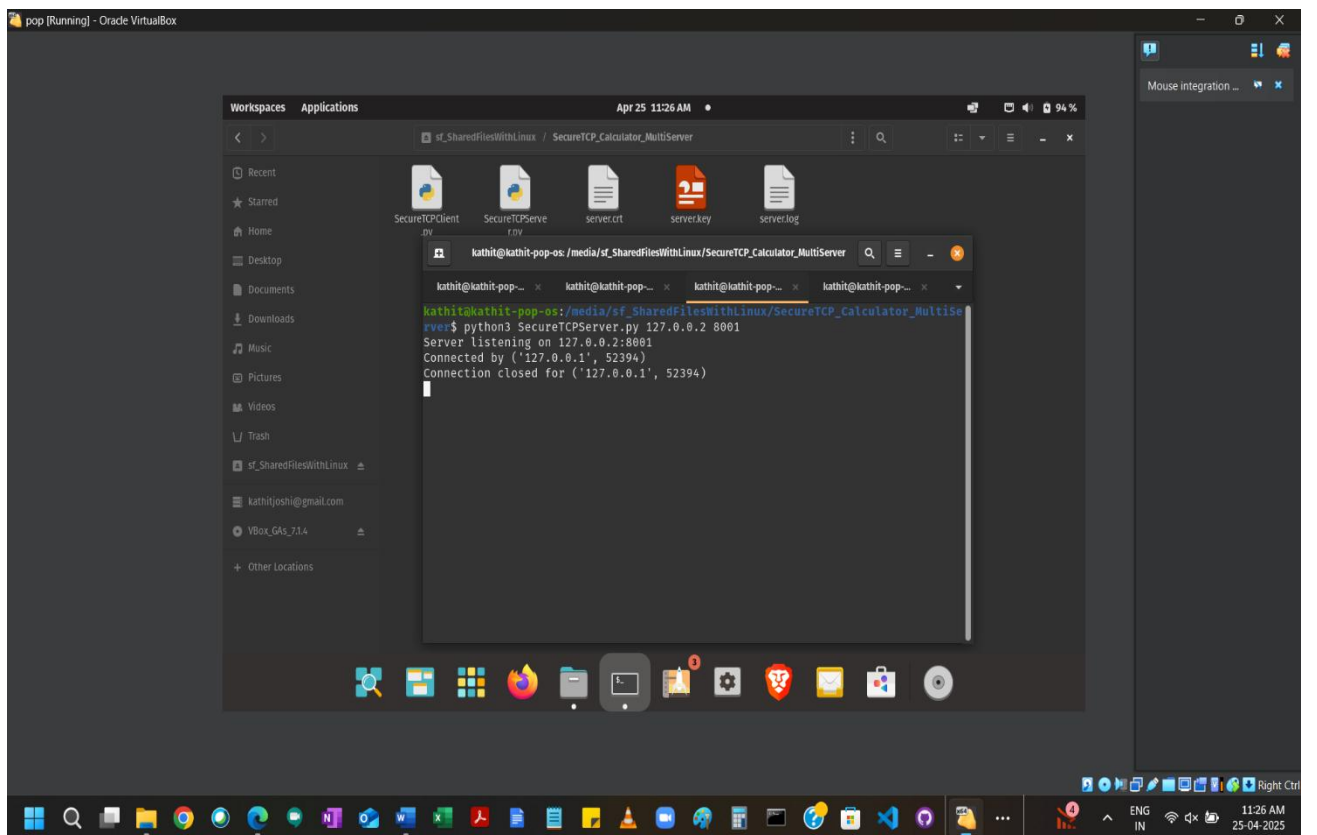 pop [Running] - Oracle VirtualBox
Mouse integration ...
Workspaces Applications Apr 25 11:26 AM 94 %
sf_SharedFilesWithLinux / SecureTCP_Calculator_MultiServer
Recent
Starred
Home
Desktop
Documents
Downloads
Music
Pictures
Videos
Trash
sf_SharedFilesWithLinux
kathitjoshi@gmail.com
VBox_GAs_7.1.4
+ Other Locations
SecureTCPClient
.py
SecureTCPServe
r.py
server.crt
server.key
server.log
kathit@kathit-pop-os: /media/sf_SharedFilesWithLinux/SecureTCP_Calculator_MultiServer
kathit@kathit-pop-... kathit@kathit-pop-... kathit@kathit-pop-... kathit@kathit-pop-...
kathit@kathit-pop-os:/media/sf_SharedFilesWithLinux/SecureTCP_Calculator_MultiSe
rver$ python3 SecureTCPServer.py 127.0.0.2 8001
Server listening on 127.0.0.2:8001
Connected by ('127.0.0.1', 52394)
Connection closed for ('127.0.0.1', 52394)
3
Right Ctrl
4
ENG
IN
11:26 AM
25-04-2025